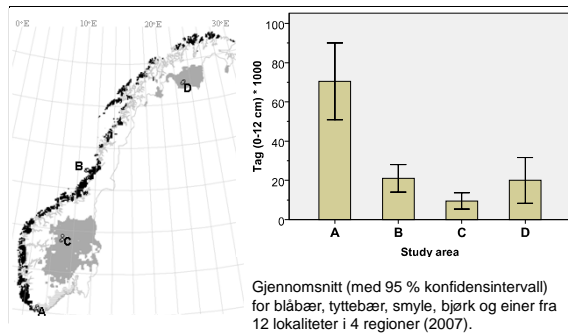 0°E 10°E 20°E 30°E
D
B
C
A
Tag (0-12 cm) * 1000
100
80
60
40
20
0
A B C D
Study area
Gjennomsnitt (med 95 % konfidensintervall)
for blåbær, tyttebær, smyle, bjørk og einer fra
12 lokaliteter i 4 regioner (2007).